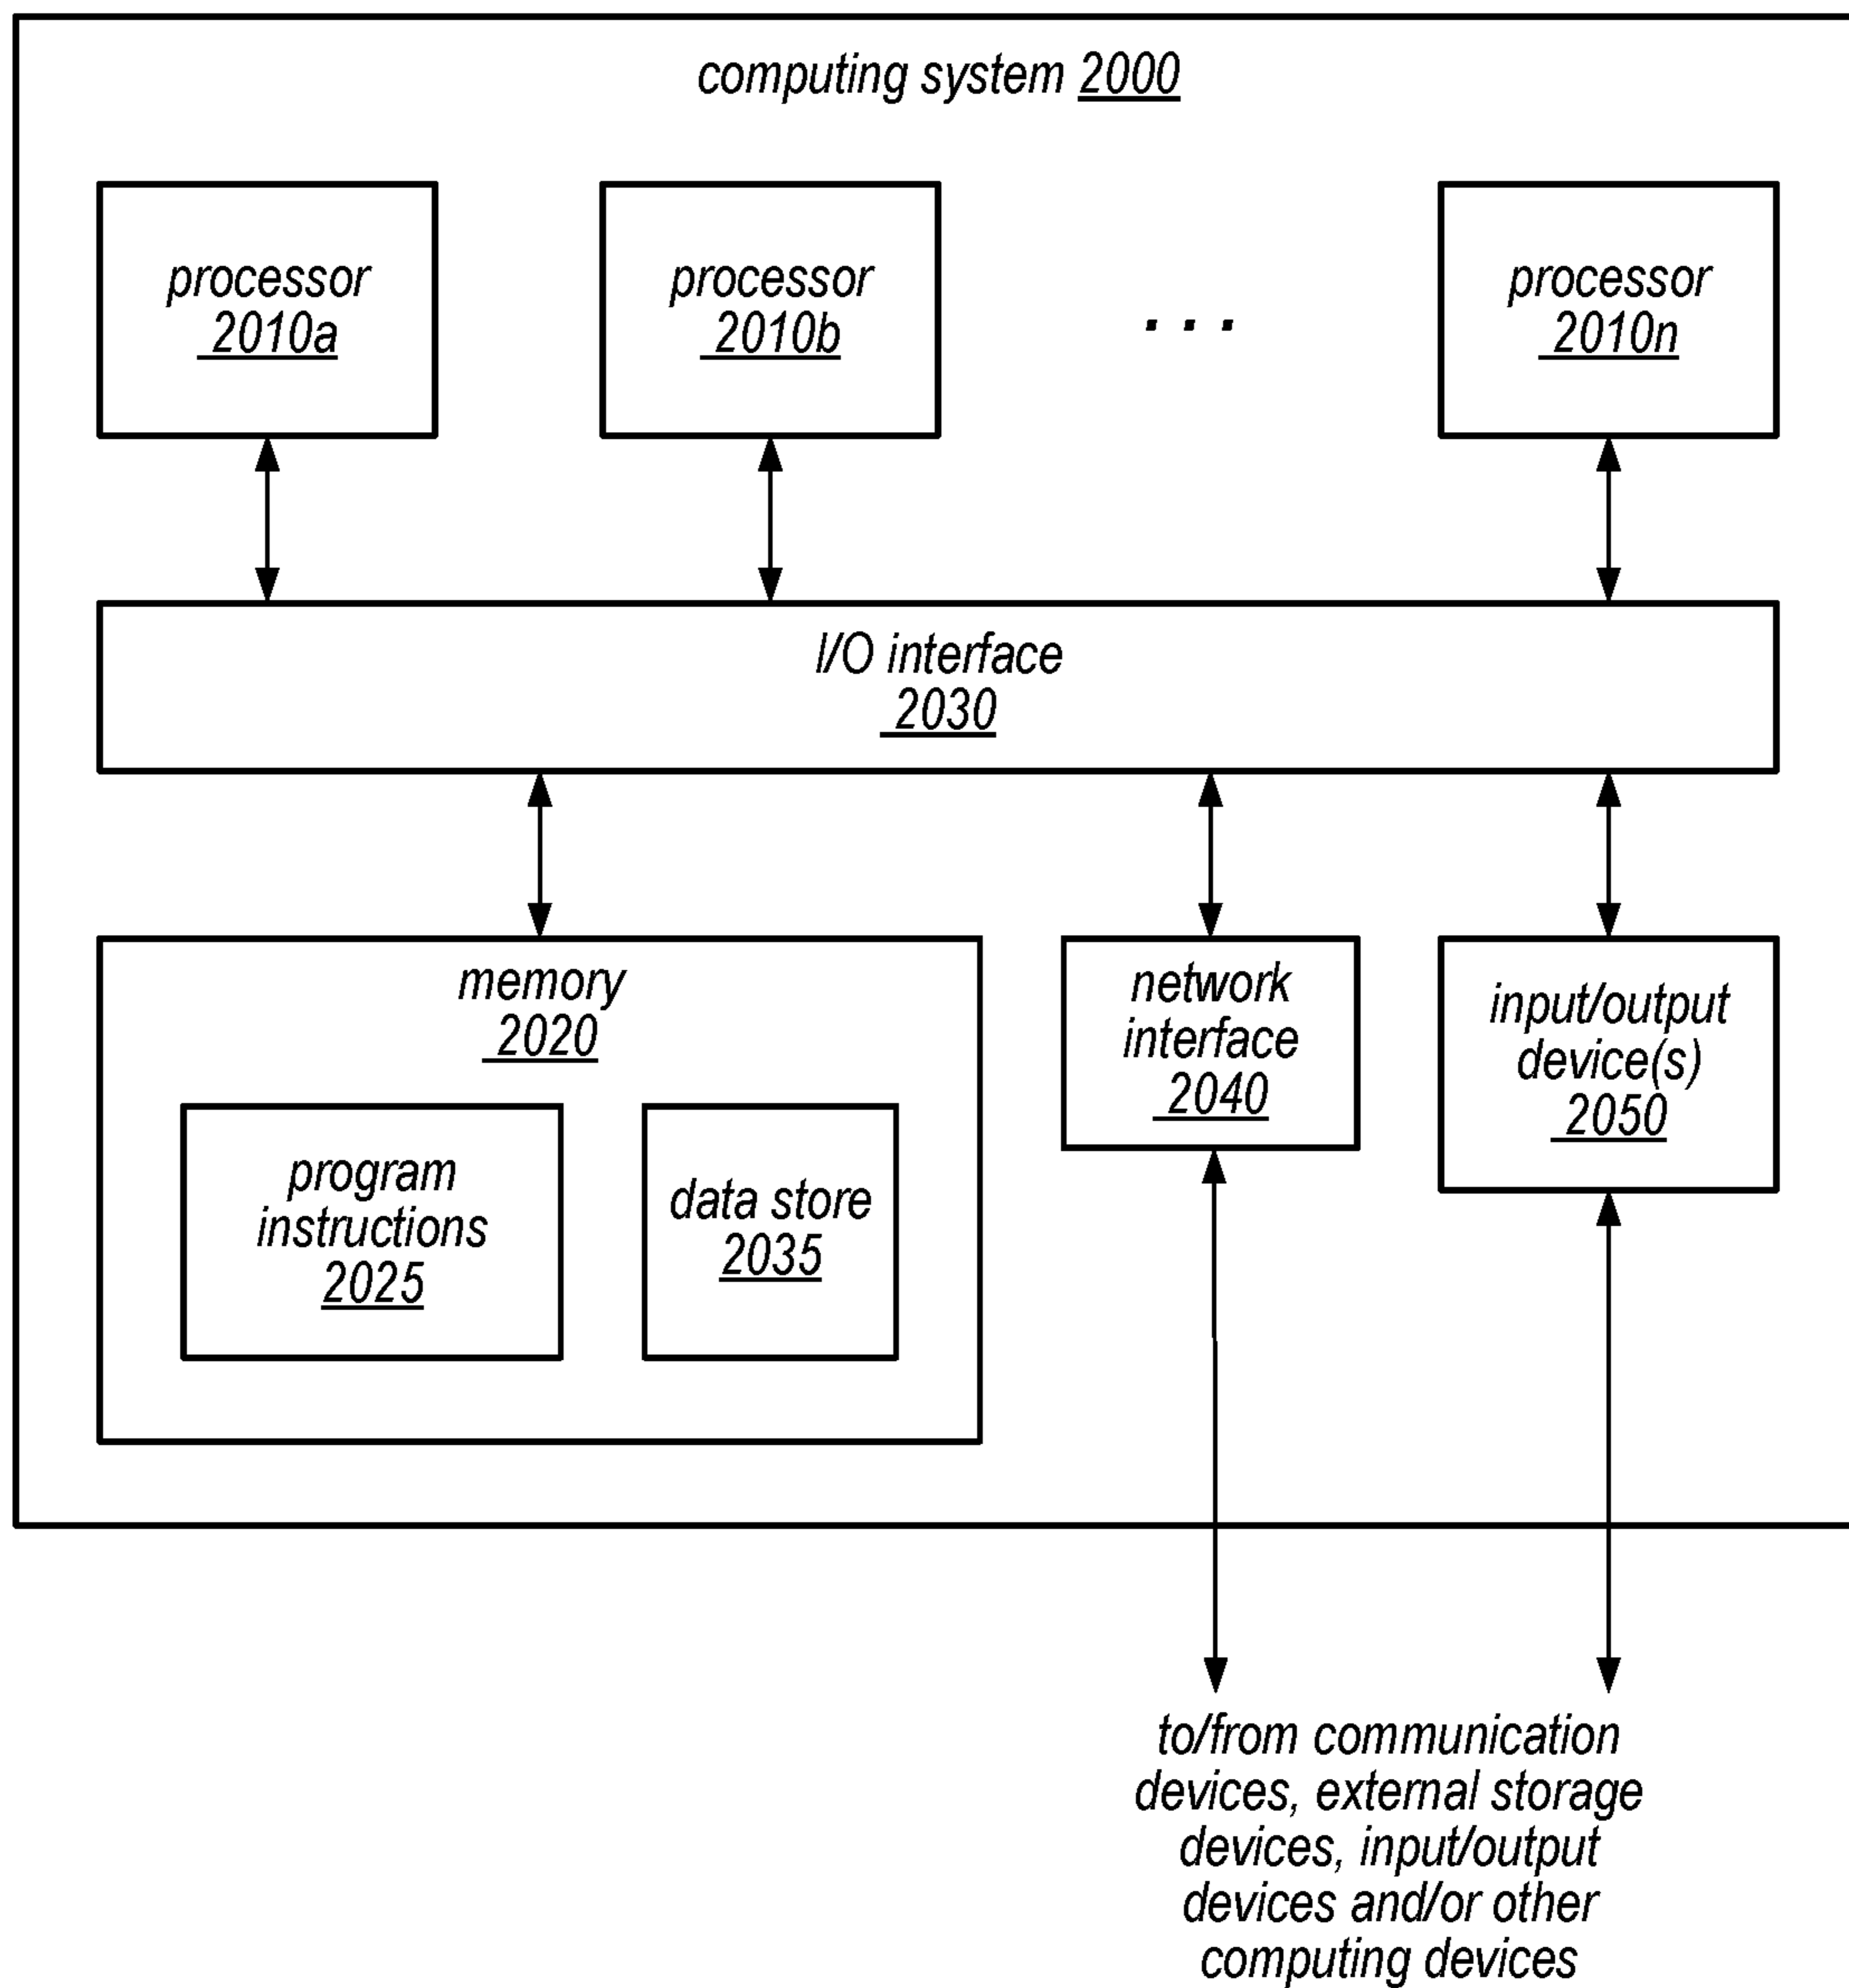 computing system 2000
processor
2010a
processor
2010b
. . .
processor
2010n
I/O interface
2030
memory
2020
program
instructions
2025
data store
2035
network
interface
2040
input/output
device(s)
2050
to/from communication
devices, external storage
devices, input/output
devices and/or other
computing devices